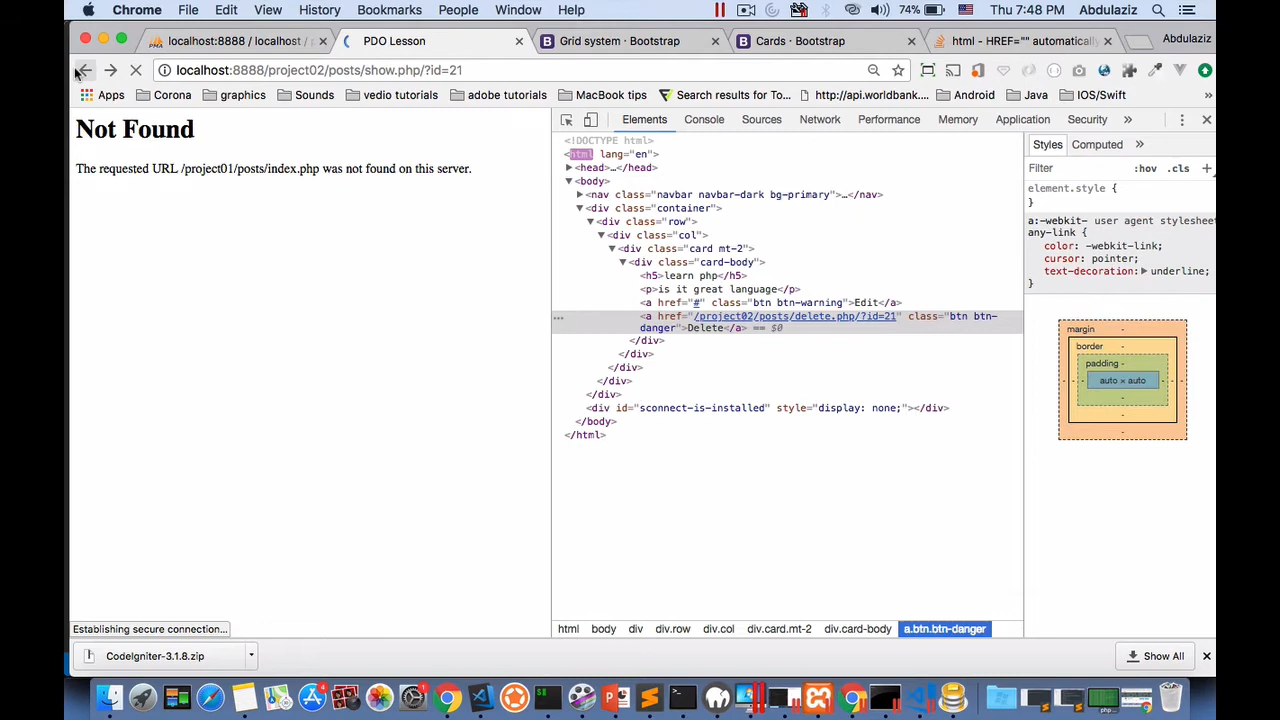 Chrome File Edit View History Bookmarks People Window Help 74% Thu 7:48 PM Abdulaziz
localhost:8888 / localhost / p PDO Lesson Grid system · Bootstrap Cards · Bootstrap html - HREF="" automatically Abdulaziz
localhost:8888/project02/posts/show.php/?id=21
Apps Corona graphics Sounds vedio tutorials adobe tutorials MacBook tips Search results for To... http://api.worldbank.... Android Java IOS/Swift »
Not Found
The requested URL /project01/posts/index.php was not found on this server.
Elements Console Sources Network Performance Memory Application Security »
<!DOCTYPE html>
<html lang="en">
<head>…</head>
<body>
<nav class="navbar navbar-dark bg-primary">…</nav>
<div class="container">
<div class="row">
<div class="col">
<div class="card mt-2">
<div class="card-body">
<h5>learn php</h5>
<p>is it great language</p>
<a href="#" class="btn btn-warning">Edit</a>
<a href="/project02/posts/delete.php/?id=21" class="btn btn-
danger">Delete</a> == $0
</div>
</div>
</div>
</div>
</div>
<div id="sconnect-is-installed" style="display: none;"></div>
</body>
</html>
Styles Computed »
Filter :hov .cls +
element.style {
}
a:-webkit- user agent stylesheet
any-link {
color: -webkit-link;
cursor: pointer;
text-decoration: underline;
}
margin -
border -
padding -
- - - auto × auto - - -
-
-
-
html body div div.row div.col div.card.mt-2 div.card-body a.btn.btn-danger
Establishing secure connection...
CodeIgniter-3.1.8.zip Show All